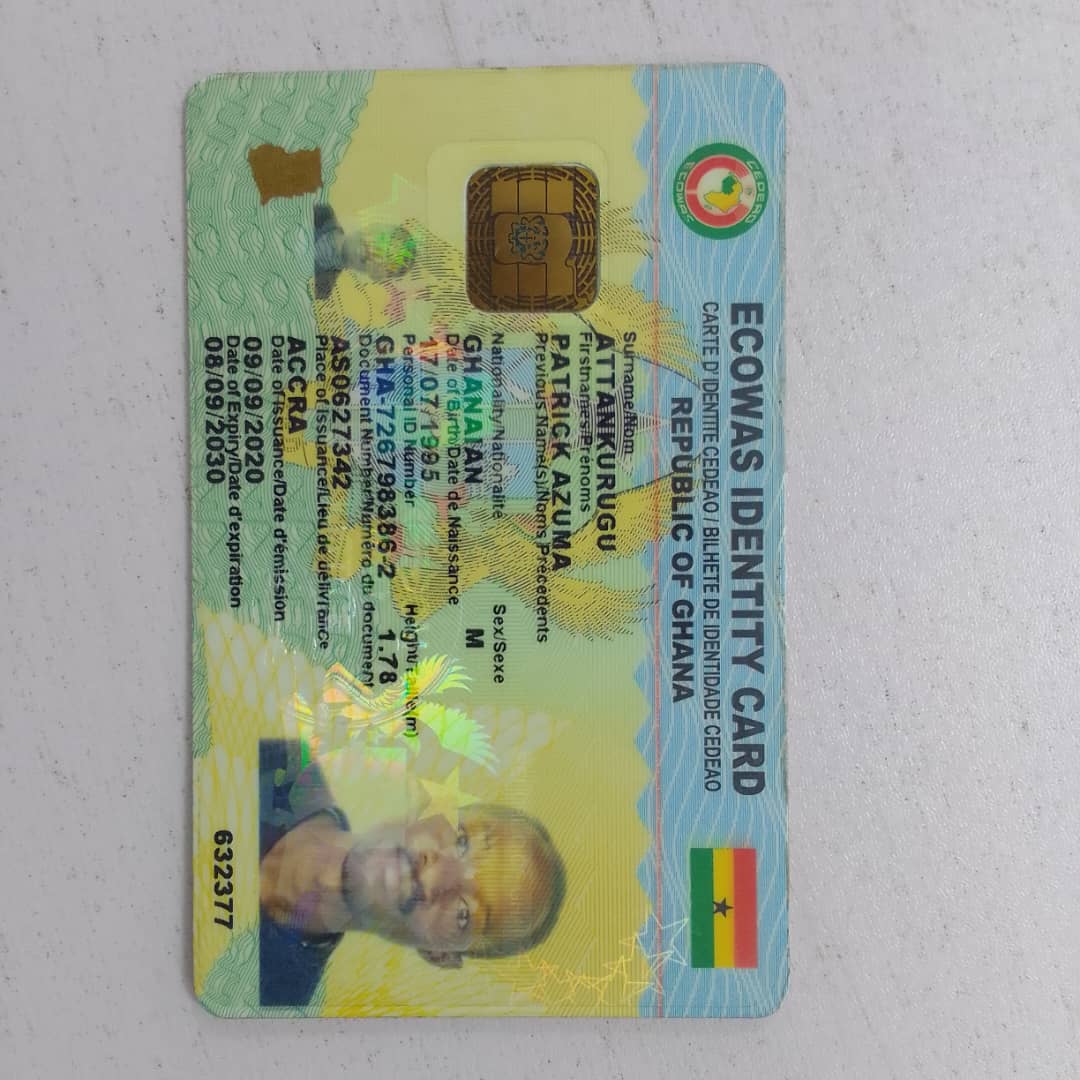 CEDEAO
ECOWAS
ECOWAS IDENTITY CARD
CARTE D' IDENTITE CEDEAO / BILHETE DE IDENTIDADE CEDEAO
REPUBLIC OF GHANA
Surname/Nom
ATTANKURUGU
Firstnames/Prénoms
PATRICK AZUMA
Previous Name(s)/Noms Précédents
Nationality/Nationalité Sex/Sexe
GHANAIAN M
Date of Birth/Date de Naissance
17/07/1995
Personal ID Number Height/Taille(m)
GHA-726798386-2 1.78
Document Number/Numéro du document
AS0627342
Place of Issuance/Lieu de délivrance
ACCRA
Date of Issuance/Date d'émission
09/09/2020
Date of Expiry/Date d'expiration
08/09/2030
632377